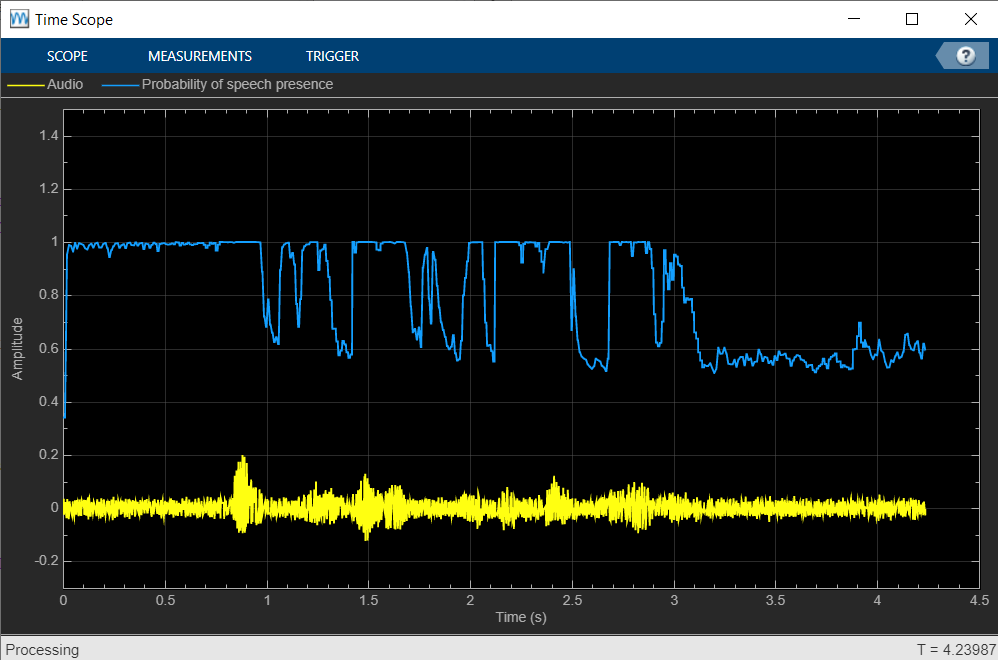 Time Scope
SCOPE MEASUREMENTS TRIGGER ?
Audio Probability of speech presence
1.4
1.2
1
0.8
0.6
0.4
0.2
0
-0.2
Amplitude
0 0.5 1 1.5 2 2.5 3 3.5 4 4.5
Time (s)
Processing T = 4.23987